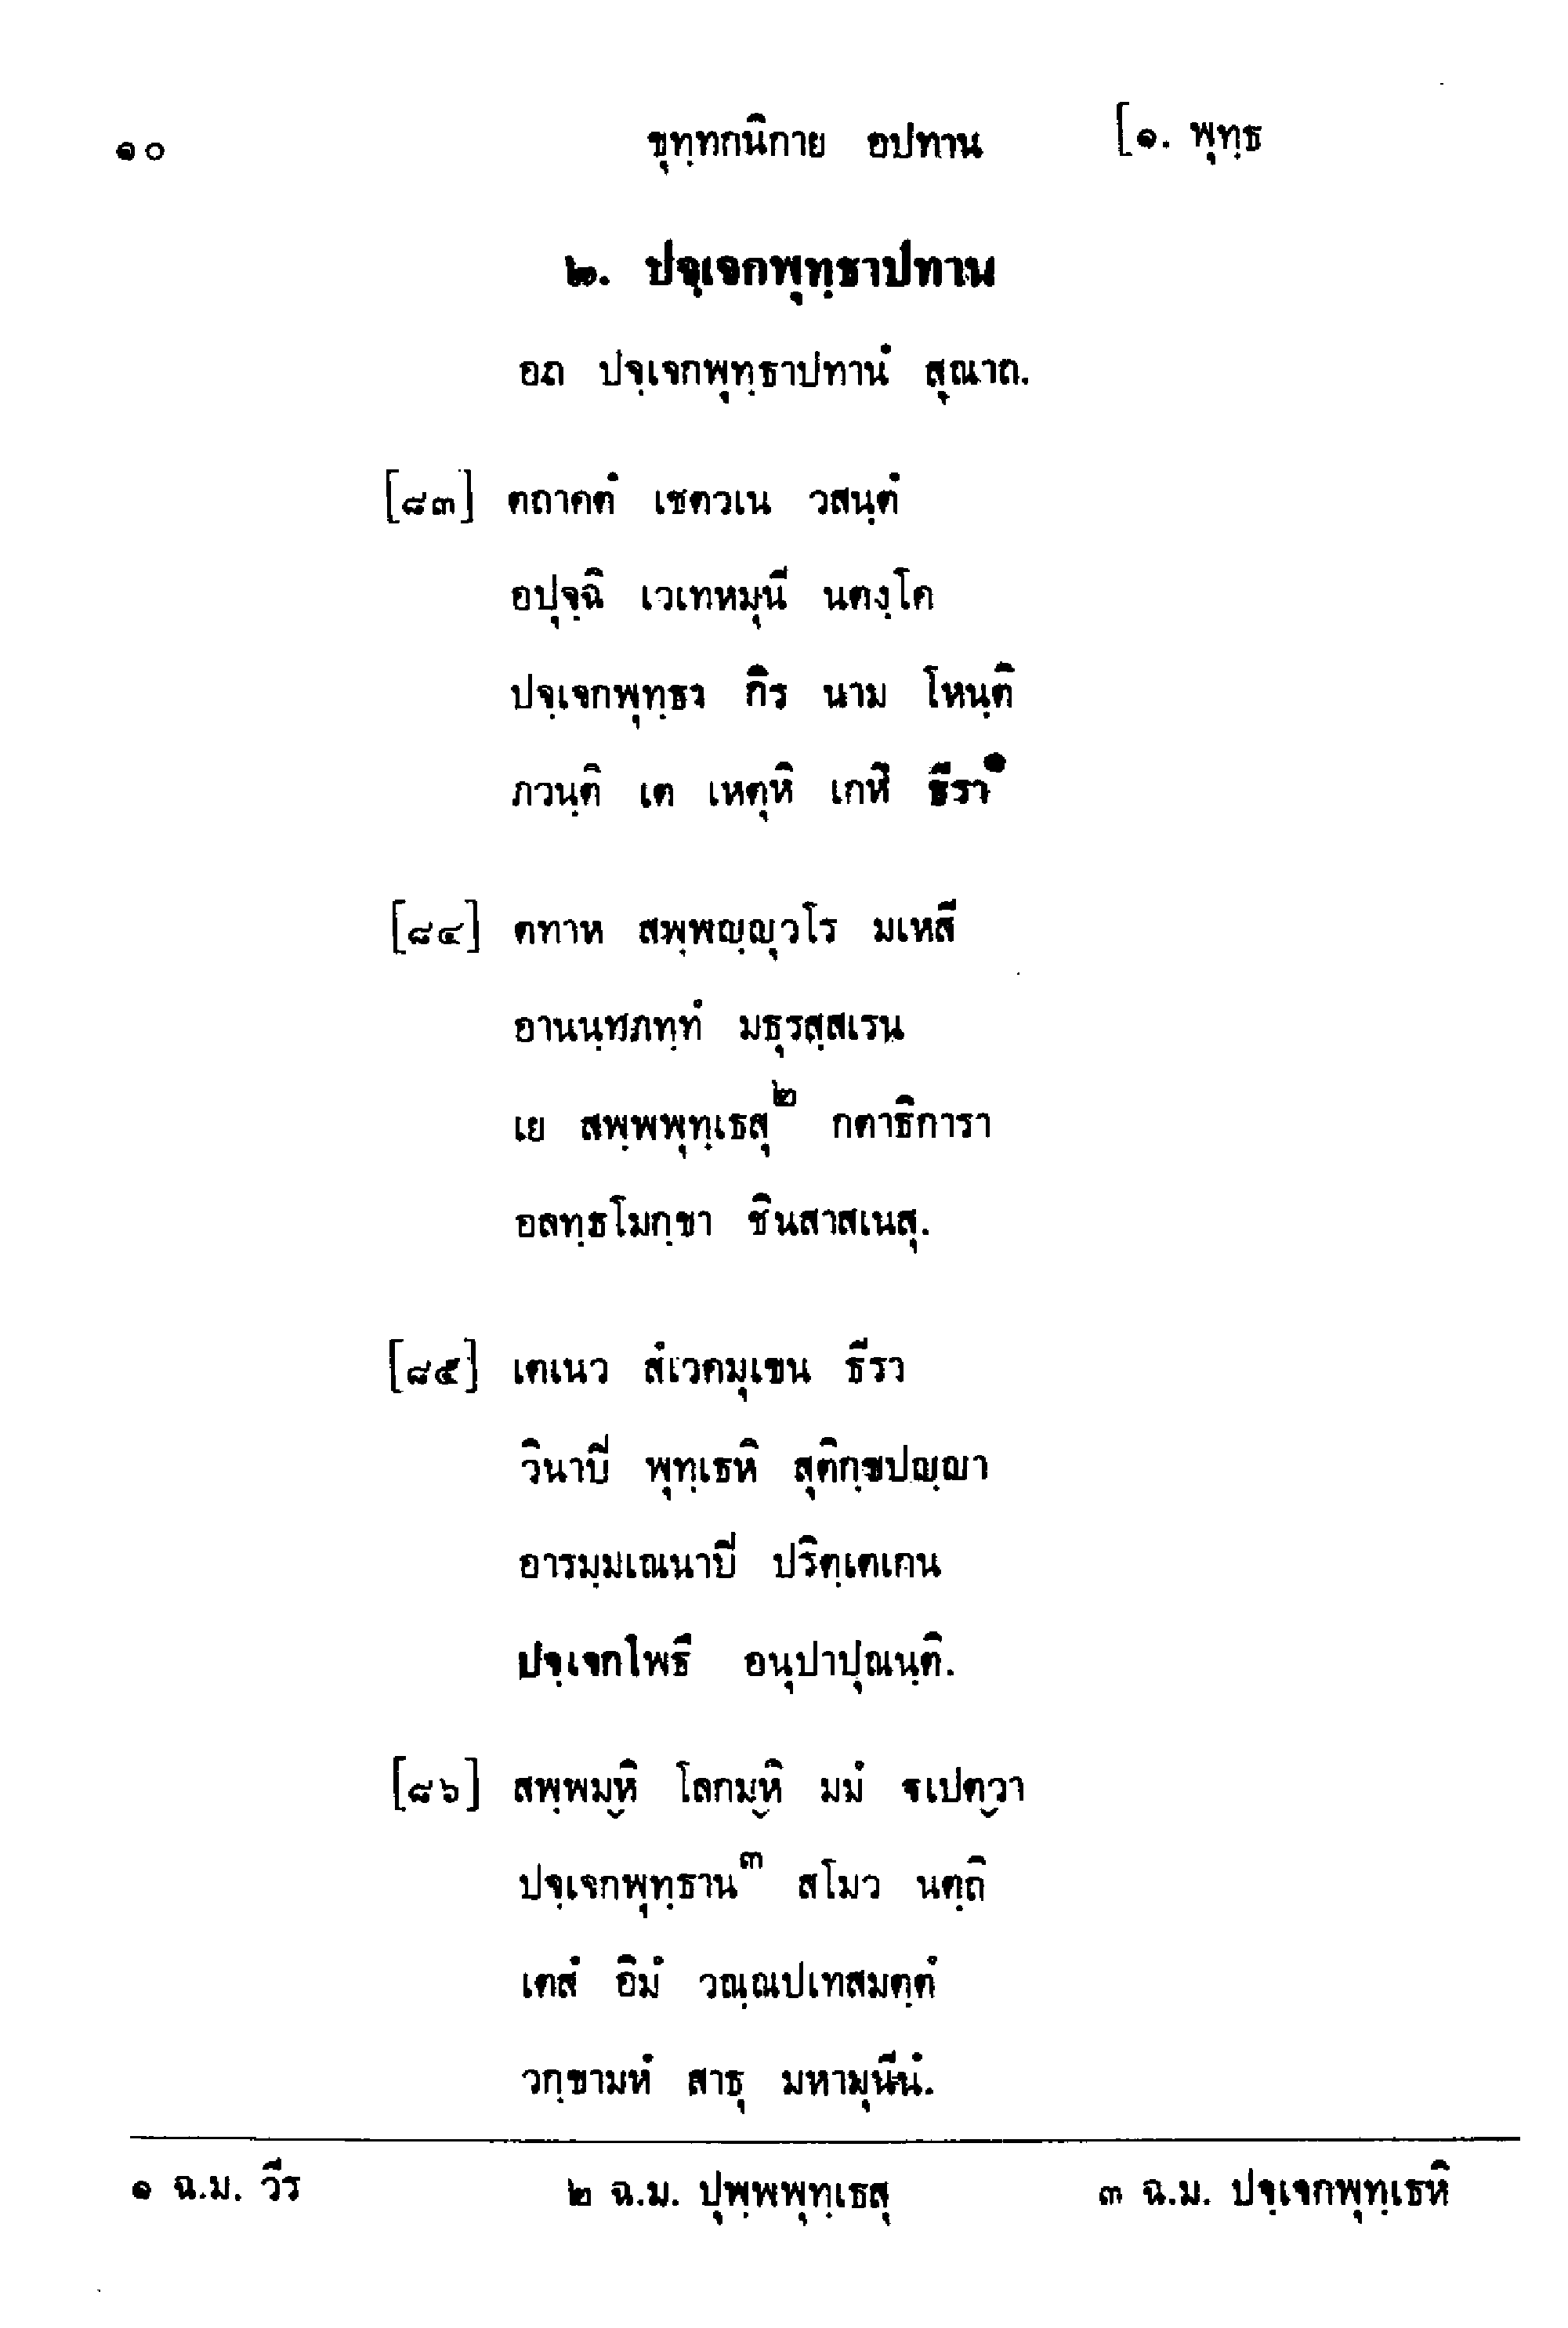 ๑๐ ขุทฺทกนิกาย อปทาน [๑. พุทฺธ
๒. ปจฺเจกพุทฺธาปทาน
อถ ปจฺเจกพุทฺธาปทานํ สุณาถ.
[๘๓] ตถาคตํ เชตวเน วสนฺตํ
อปุจฺฉิ เวเทหมุนี นตงฺโค
ปจฺเจกพุทฺธา กิร นาม โหนฺติ
ภวนฺติ เต เหตุหิ เกหิ ธีรา๑
[๘๔] ตทาห สพฺพญฺญุวโร มเหสี
อานนฺทภทฺทํ มธุรสฺสเรน
เย สพฺพพุทฺเธสุ๒ กตาธิการา
อลทฺธโมกฺขา ชินสาสเนสุ.
[๘๕] เตเนว สํเวคมุเขน ธีรา
วินาปิ พุทฺเธหิ สุติกฺขปญฺญา
อารมฺมเณนาปิ ปริตฺตเกน
ปจฺเจกโพธึ อนุปาปุณนฺติ.
[๘๖] สพฺพมฺหิ โลกมฺหิ มมํ ฐเปตฺวา
ปจฺเจกพุทฺธาน๓ สโมว นตฺถิ
เตสํ อิมํ วณฺณปเทสมตฺตํ
วกฺขามหํ สาธุ มหามุนีนํ.
๑ ฉ.ม. วีร ๒ ฉ.ม. ปุพฺพพุทฺเธสุ ๓ ฉ.ม. ปจฺเจกพุทฺเธหิ